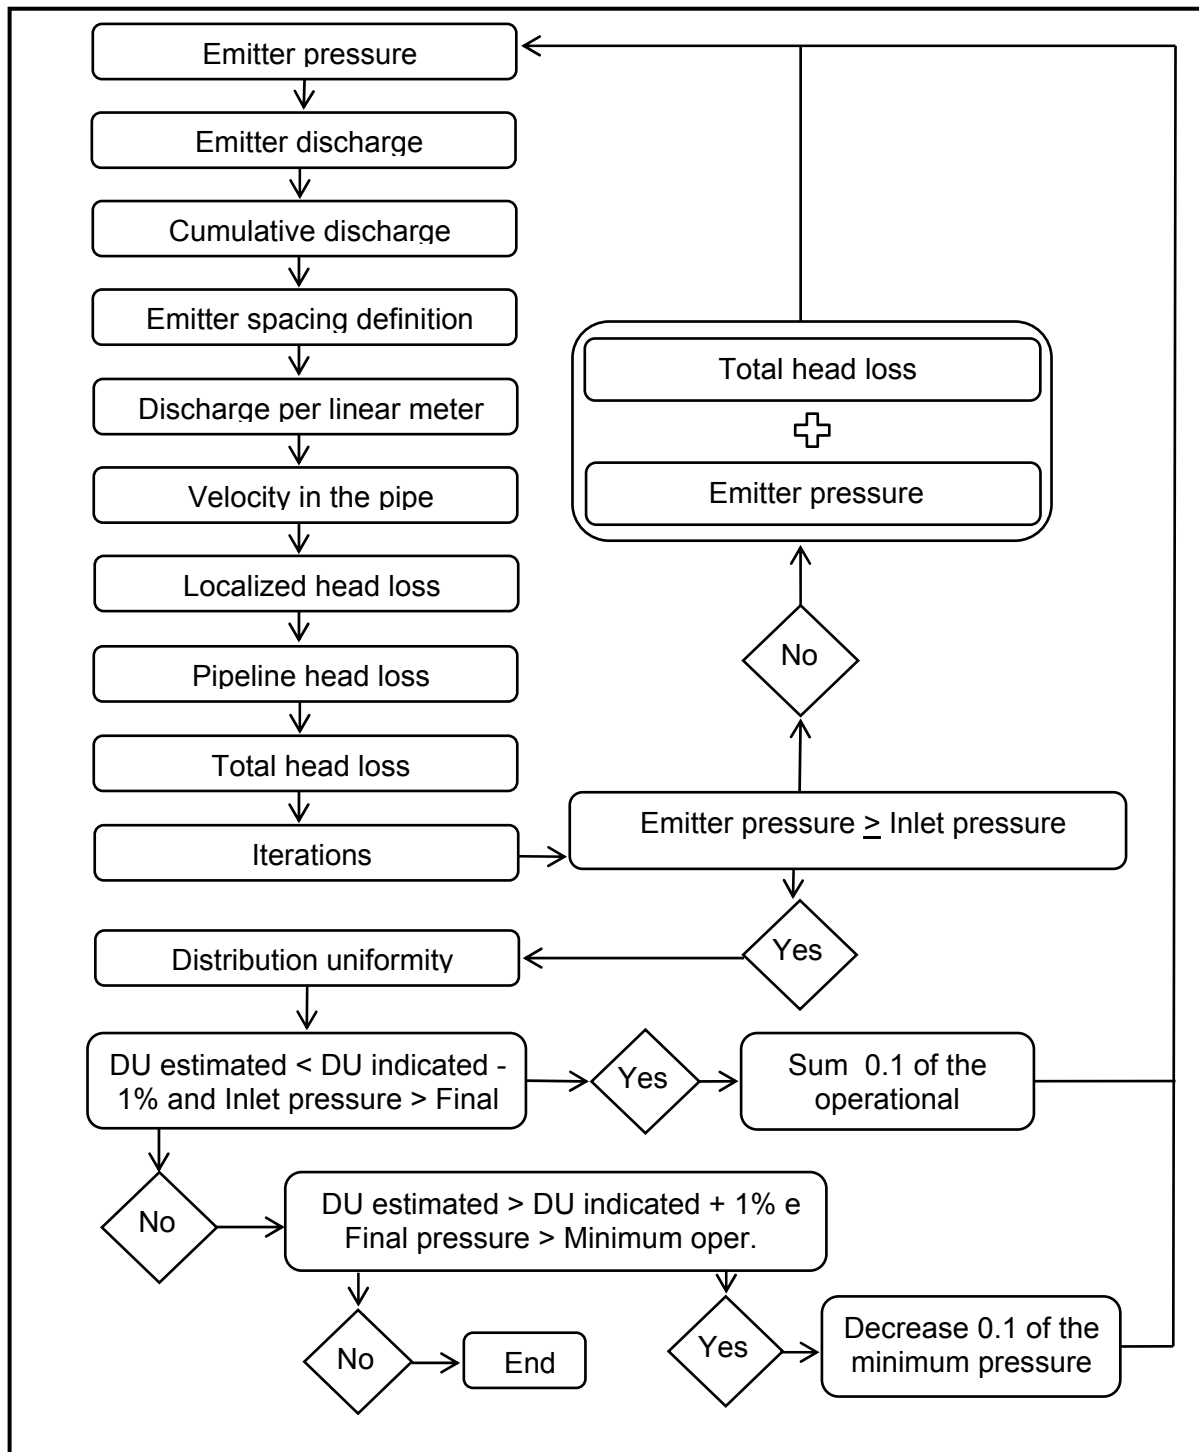 Emitter pressure
Emitter discharge
Cumulative discharge
Emitter spacing definition
Discharge per linear meter
Velocity in the pipe
Localized head loss
Pipeline head loss
Total head loss
Iterations
Total head loss
Emitter pressure
No
Emitter pressure ≥ Inlet pressure
Yes
Distribution uniformity
DU estimated < DU indicated -
1% and Inlet pressure > Final
Yes
Sum 0.1 of the
operational
No
DU estimated > DU indicated + 1% e
Final pressure > Minimum oper.
No
End
Yes
Decrease 0.1 of the
minimum pressure